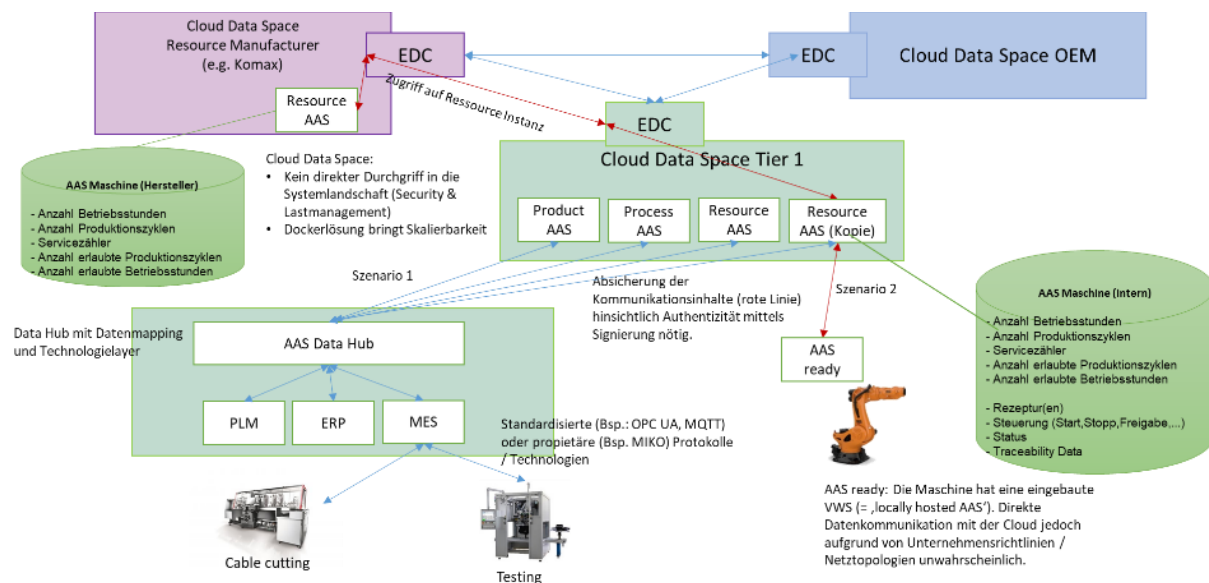 Cloud Data Space
Resource Manufacturer
(e.g. Komax)
EDC
EDC
Cloud Data Space OEM
Resource
AAS
Zugriff auf Ressource Instanz
EDC
Cloud Data Space Tier 1
Product
AAS
Process
AAS
Resource
AAS
Resource
AAS (Kopie)
AAS Maschine (Hersteller)
- Anzahl Betriebsstunden
- Anzahl Produktionszyklen
- Servicezähler
- Anzahl erlaubte Produktionszyklen
- Anzahl erlaubte Betriebsstunden
Cloud Data Space:
• Kein direkter Durchgriff in die
Systemlandschaft (Security &
Lastmanagement)
• Dockerlösung bringt Skalierbarkeit
Szenario 1
Absicherung der
Kommunikationsinhalte (rote Linie)
hinsichtlich Authentizität mittels
Signierung nötig.
Szenario 2
AAS
ready
AAS Maschine (intern)
- Anzahl Betriebsstunden
- Anzahl Produktionszyklen
- Servicezähler
- Anzahl erlaubte Produktionszyklen
- Anzahl erlaubte Betriebsstunden
- Rezeptur(en)
- Steuerung (Start,Stopp,Freigabe,...)
- Status
- Traceability Data
Data Hub mit Datenmapping
und Technologielayer
AAS Data Hub
PLM
ERP
MES
Standardisierte (Bsp.: OPC UA, MQTT)
oder propietäre (Bsp. MIKO) Protokolle
/ Technologien
Cable cutting
Testing
AAS ready: Die Maschine hat eine eingebaute
VWS (= ‚locally hosted AAS'). Direkte
Datenkommunikation mit der Cloud jedoch
aufgrund von Unternehmensrichtlinien /
Netztopologien unwahrscheinlich.